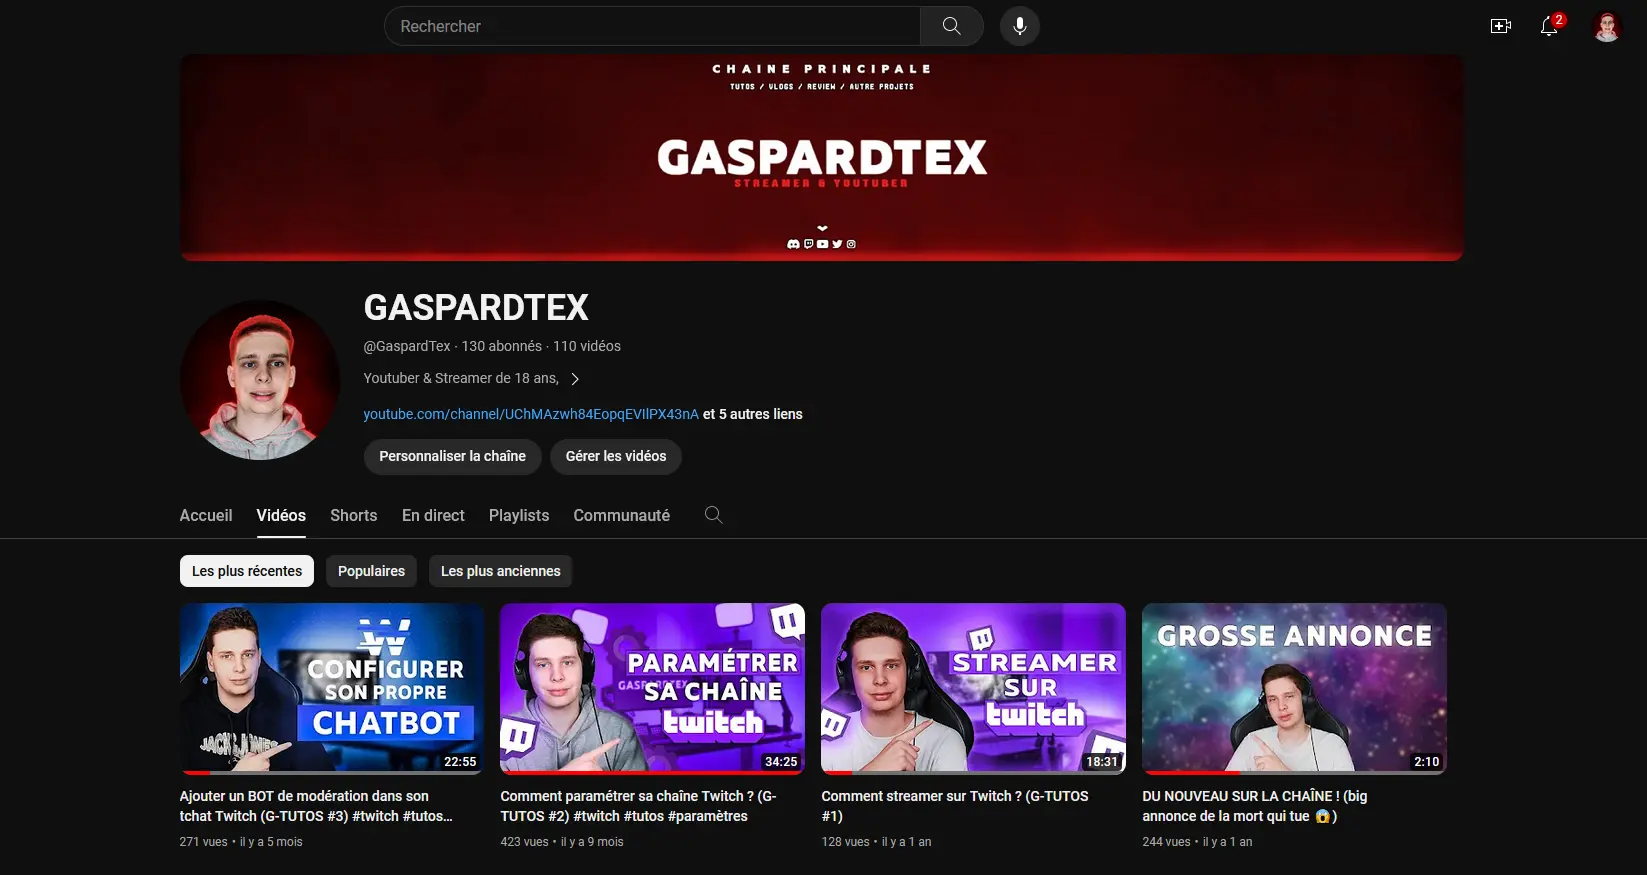 Rechercher
2
CHAINE PRINCIPALE
TUTOS / VLOGS / REVIEW / AUTRE PROJETS
GASPARDTEX
STREAMER & YOUTUBER
GASPARDTEX
@GaspardTex · 130 abonnés · 110 vidéos
Youtuber & Streamer de 18 ans,
youtube.com/channel/UChMAzwh84EopqEVIlPX43nA et 5 autres liens
Personnaliser la chaîne
Gérer les vidéos
Accueil
Vidéos
Shorts
En direct
Playlists
Communauté
Les plus récentes
Populaires
Les plus anciennes
CONFIGURER
SON PROPRE
CHATBOT
JACK & JONES
22:55
Ajouter un BOT de modération dans son
tchat Twitch (G-TUTOS #3) #twitch #tutos...
271 vues • il y a 5 mois
PARAMÉTRER
GASPARDTEX
SA CHAÎNE
twitch
34:25
Comment paramétrer sa chaîne Twitch ? (G-
TUTOS #2) #twitch #tutos #paramètres
423 vues • il y a 9 mois
STREAMER
SUR
twitch
18:31
Comment streamer sur Twitch ? (G-TUTOS
#1)
128 vues • il y a 1 an
GROSSE ANNONCE
2:10
DU NOUVEAU SUR LA CHAÎNE ! (big
annonce de la mort qui tue 😱)
244 vues • il y a 1 an